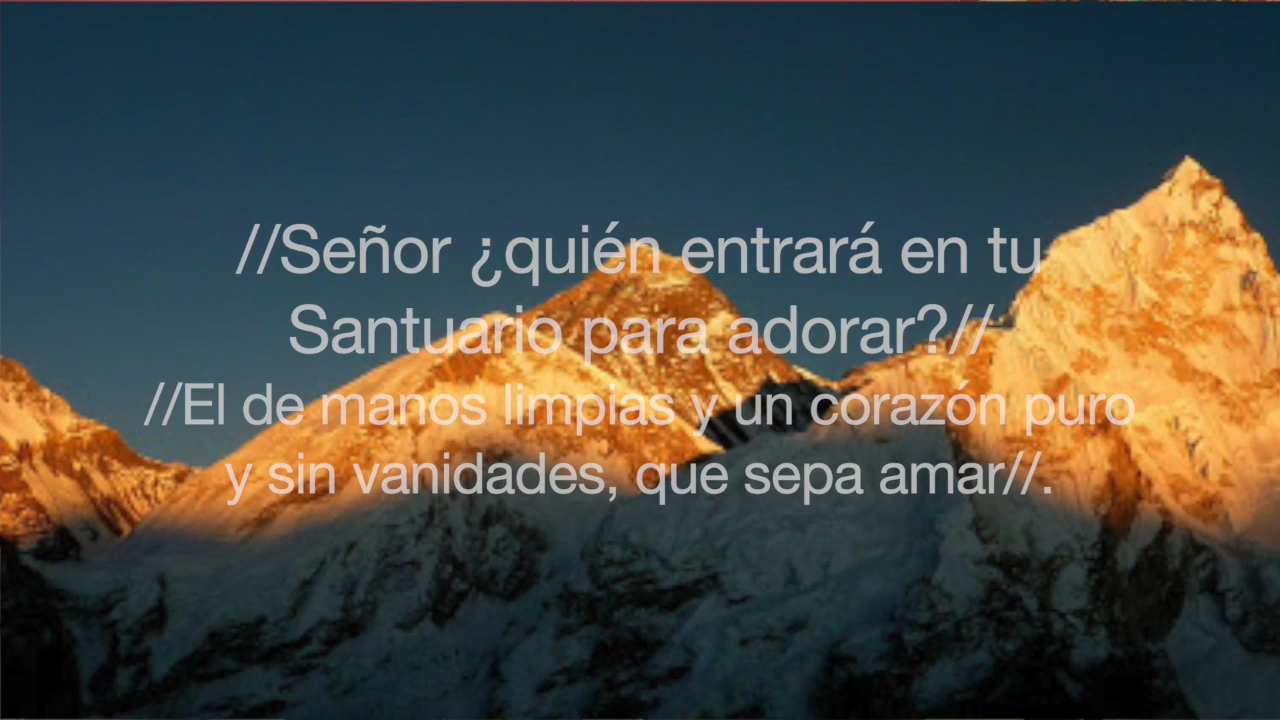 //Señor ¿quién entrará en tu
Santuario para adorar?//
//El de manos limpias y un corazón puro
y sin vanidades, que sepa amar//.